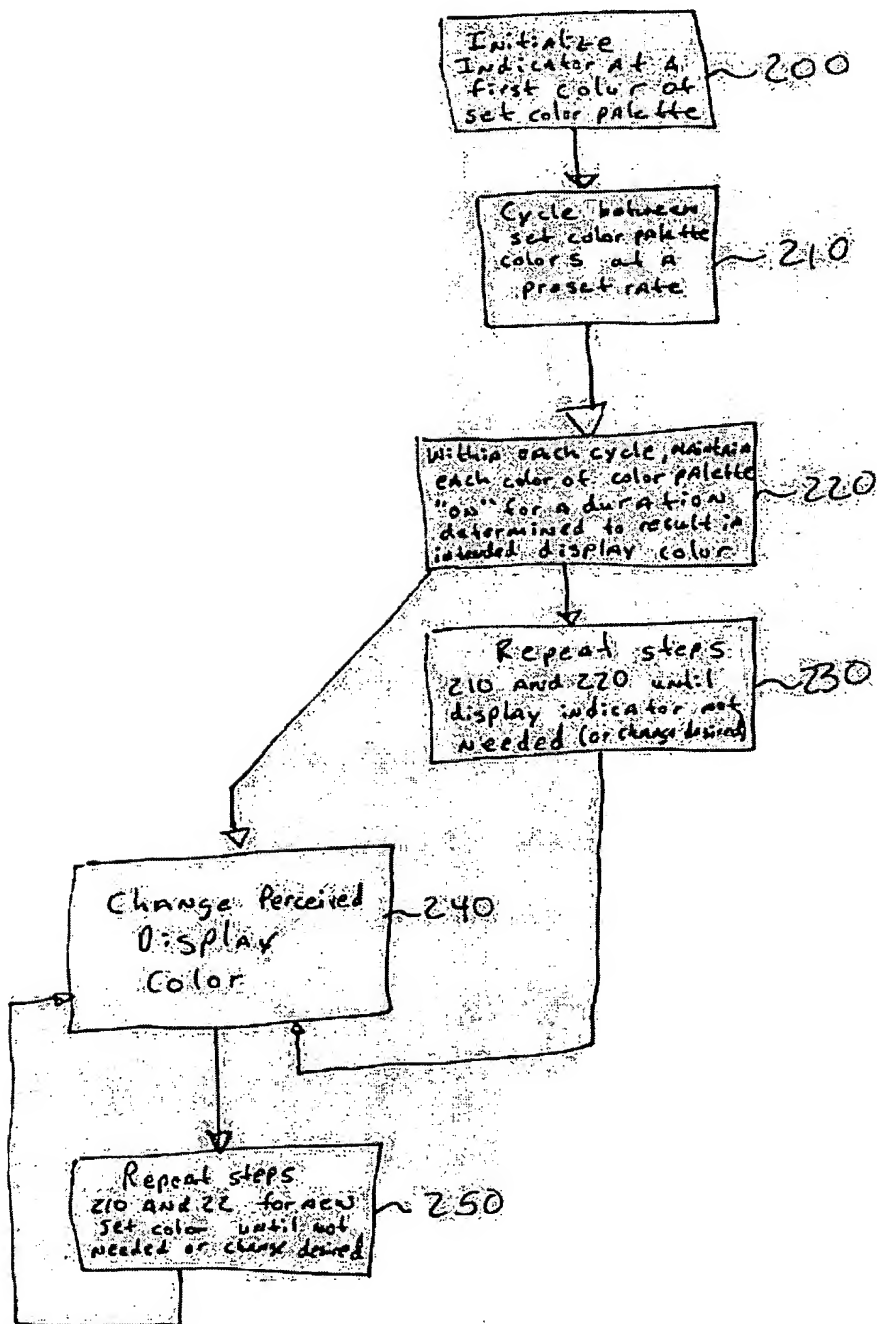 Initialize
Indicator at a
first color of
set color palette
200
Cycle between
set color palette
colors at a
preset rate
210
Within each cycle, maintain
each color of color palette
"on" for a duration
determined to result in
intended display color
220
Repeat steps
210 and 220 until
display indicator not
needed (or change desired)
230
Change Perceived
Display
Color
240
Repeat steps
210 and 22 for new
set color until not
needed or change desired
250